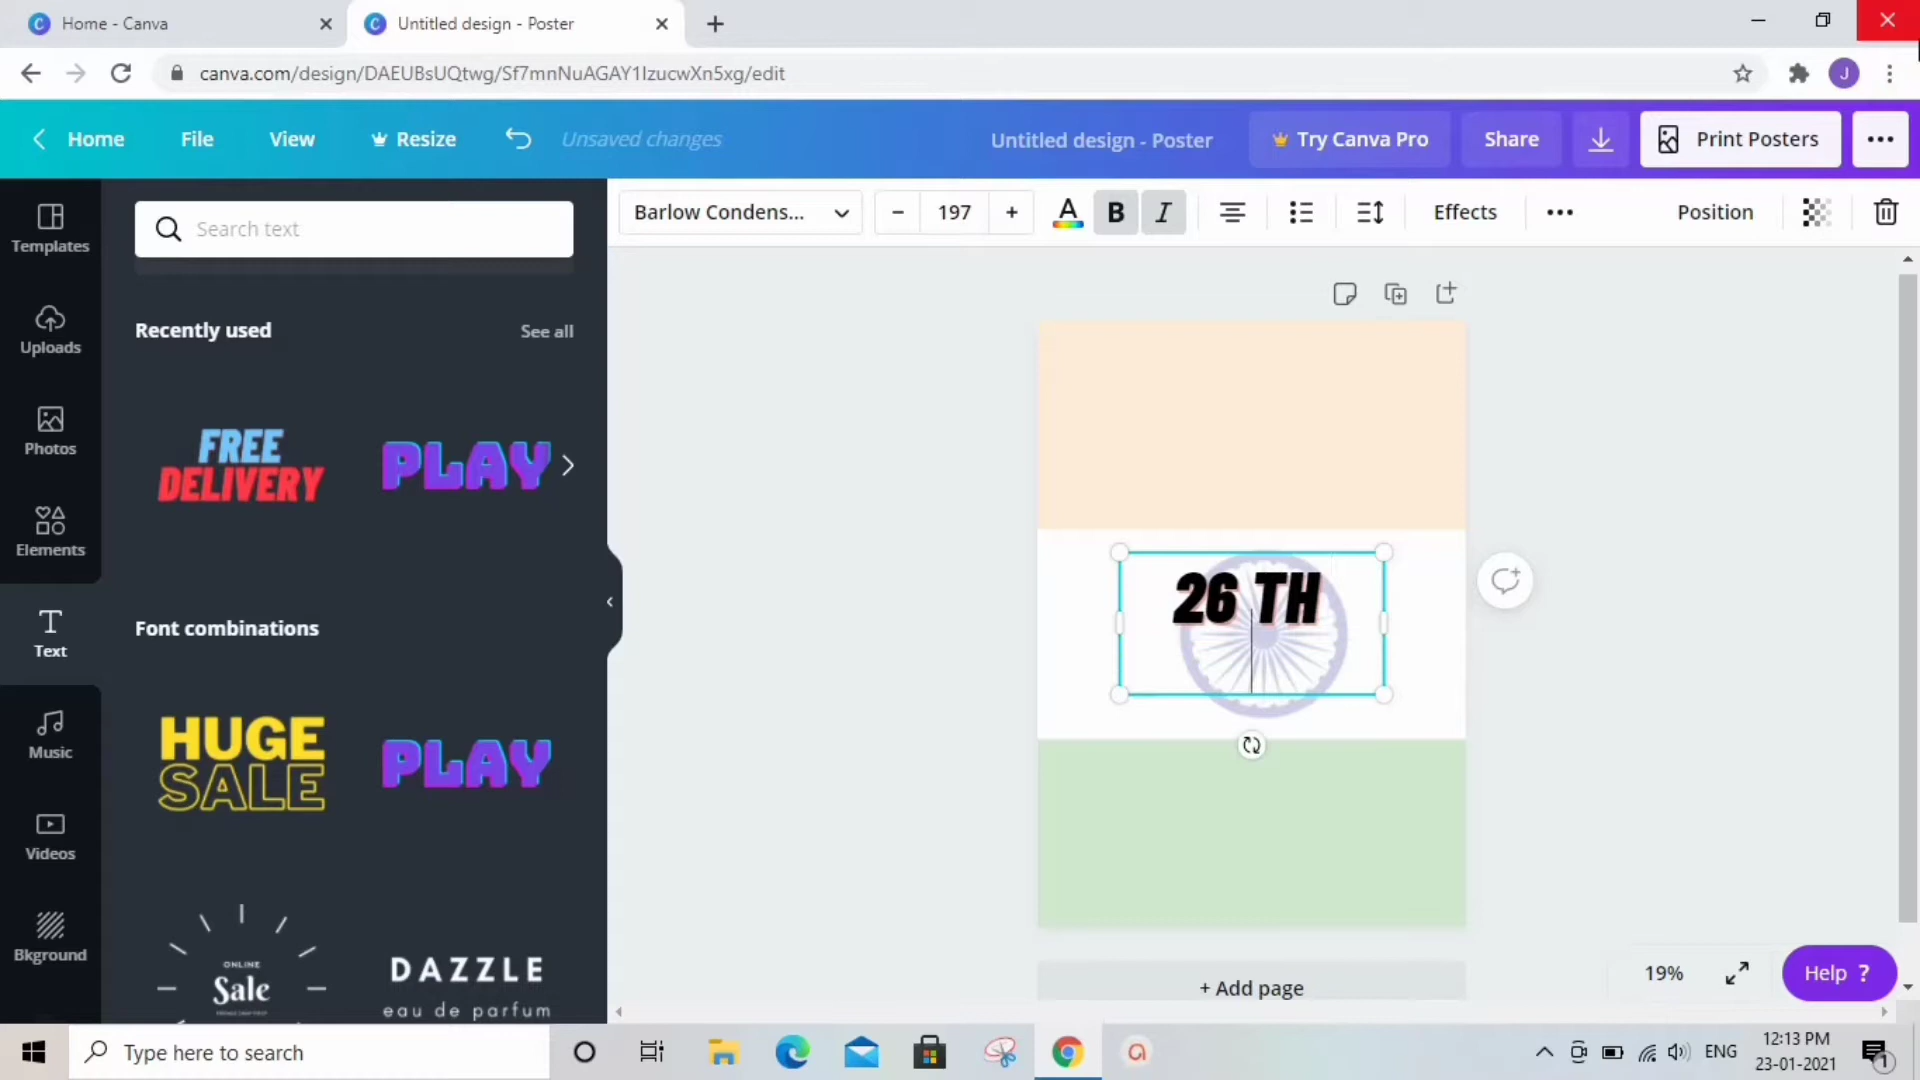 Home - Canva
Untitled design - Poster
canva.com/design/DAEUBsUQtwg/Sf7mnNuAGAY1IzucwXn5xg/edit
J
Home
File
View
Resize
Unsaved changes
Untitled design - Poster
Try Canva Pro
Share
Print Posters
Barlow Condens...
197
A
B
I
Effects
Position
Search text
Templates
Uploads
Photos
Elements
Text
Music
Videos
Bkground
Recently used
See all
FREE
DELIVERY
PLAY
Font combinations
HUGE
SALE
PLAY
ONLINE
Sale
DAZZLE
eau de parfum
26 TH
+ Add page
19%
Help ?
Type here to search
ENG
12:13 PM
23-01-2021
1